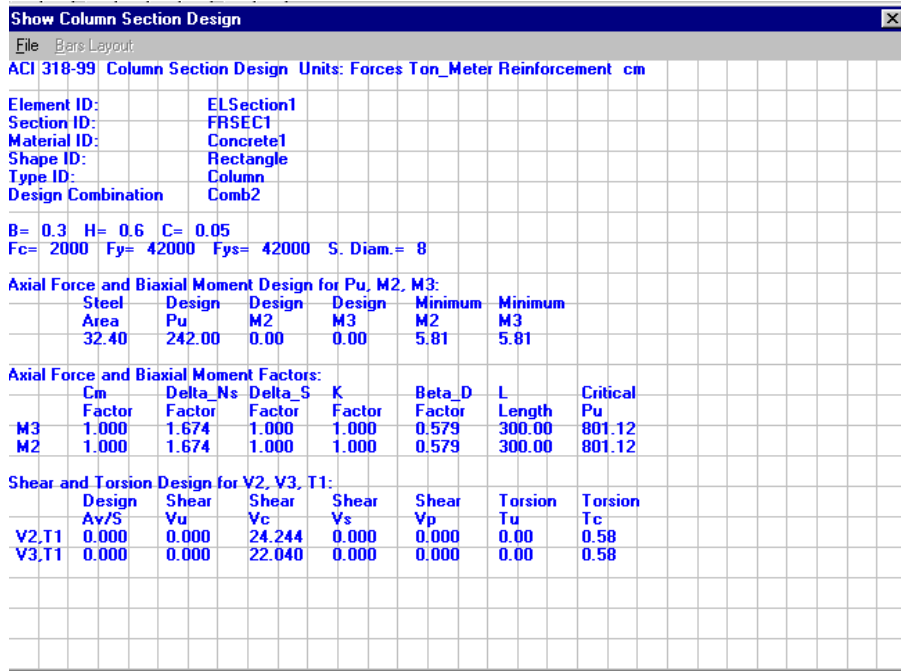 Show Column Section Design
File Bars Layout
ACI 318-99 Column Section Design Units: Forces Ton_Meter Reinforcement cm
Element ID: ELSection1
Section ID: FRSEC1
Material ID: Concrete1
Shape ID: Rectangle
Type ID: Column
Design Combination Comb2
B= 0.3 H= 0.6 C= 0.05
Fc= 2000 Fy= 42000 Fys= 42000 S. Diam.= 8
Axial Force and Biaxial Moment Design for Pu, M2, M3:
Steel Design Design Design Minimum Minimum
Area Pu M2 M3 M2 M3
32.40 242.00 0.00 0.00 5.81 5.81
Axial Force and Biaxial Moment Factors:
Cm Delta_Ns Delta_S K Beta_D L Critical
Factor Factor Factor Factor Factor Length Pu
M3 1.000 1.674 1.000 1.000 0.579 300.00 801.12
M2 1.000 1.674 1.000 1.000 0.579 300.00 801.12
Shear and Torsion Design for V2, V3, T1:
Design Shear Shear Shear Shear Torsion Torsion
Av/S Vu Vc Vs Vp Tu Tc
V2,T1 0.000 0.000 24.244 0.000 0.000 0.00 0.58
V3,T1 0.000 0.000 22.040 0.000 0.000 0.00 0.58